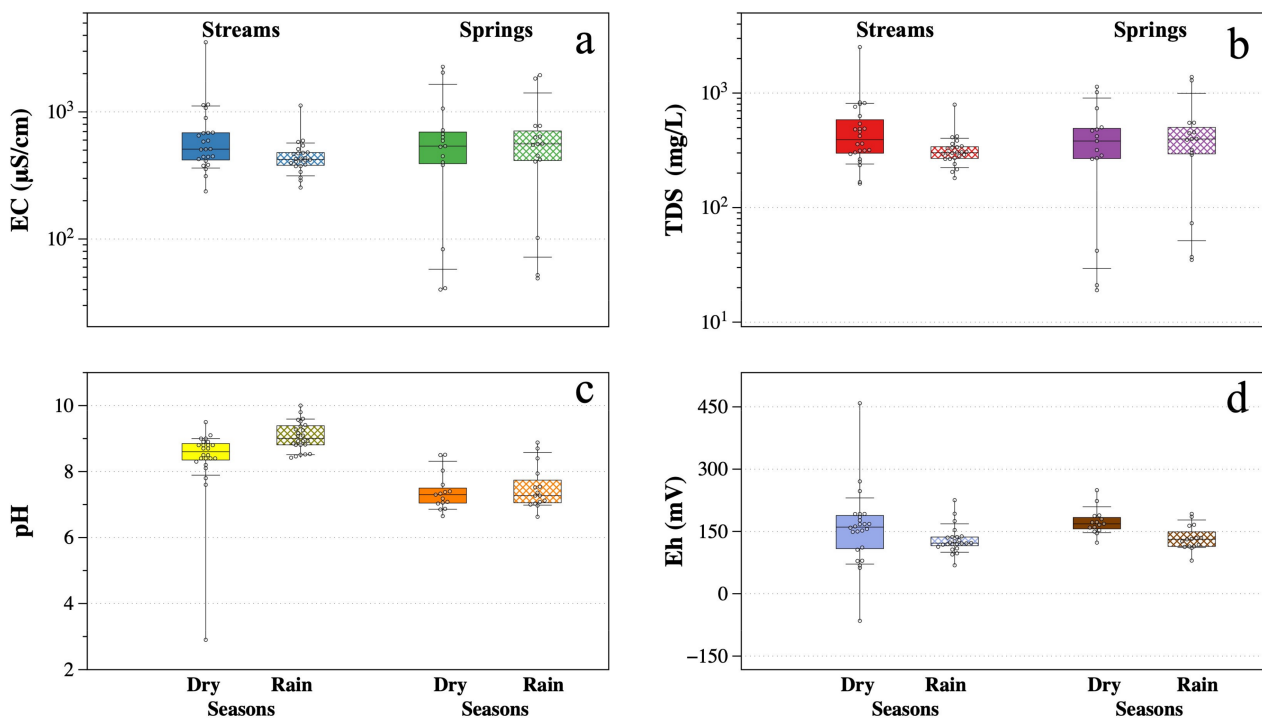 Streams Springs a
EC (µS/cm)
10³
10²
Streams Springs b
TDS (mg/L)
10³
10²
10¹
c
pH
10
8
6
4
2
Dry Rain Dry Rain
Seasons Seasons
d
Eh (mV)
450
300
150
0
−150
Dry Rain Dry Rain
Seasons Seasons